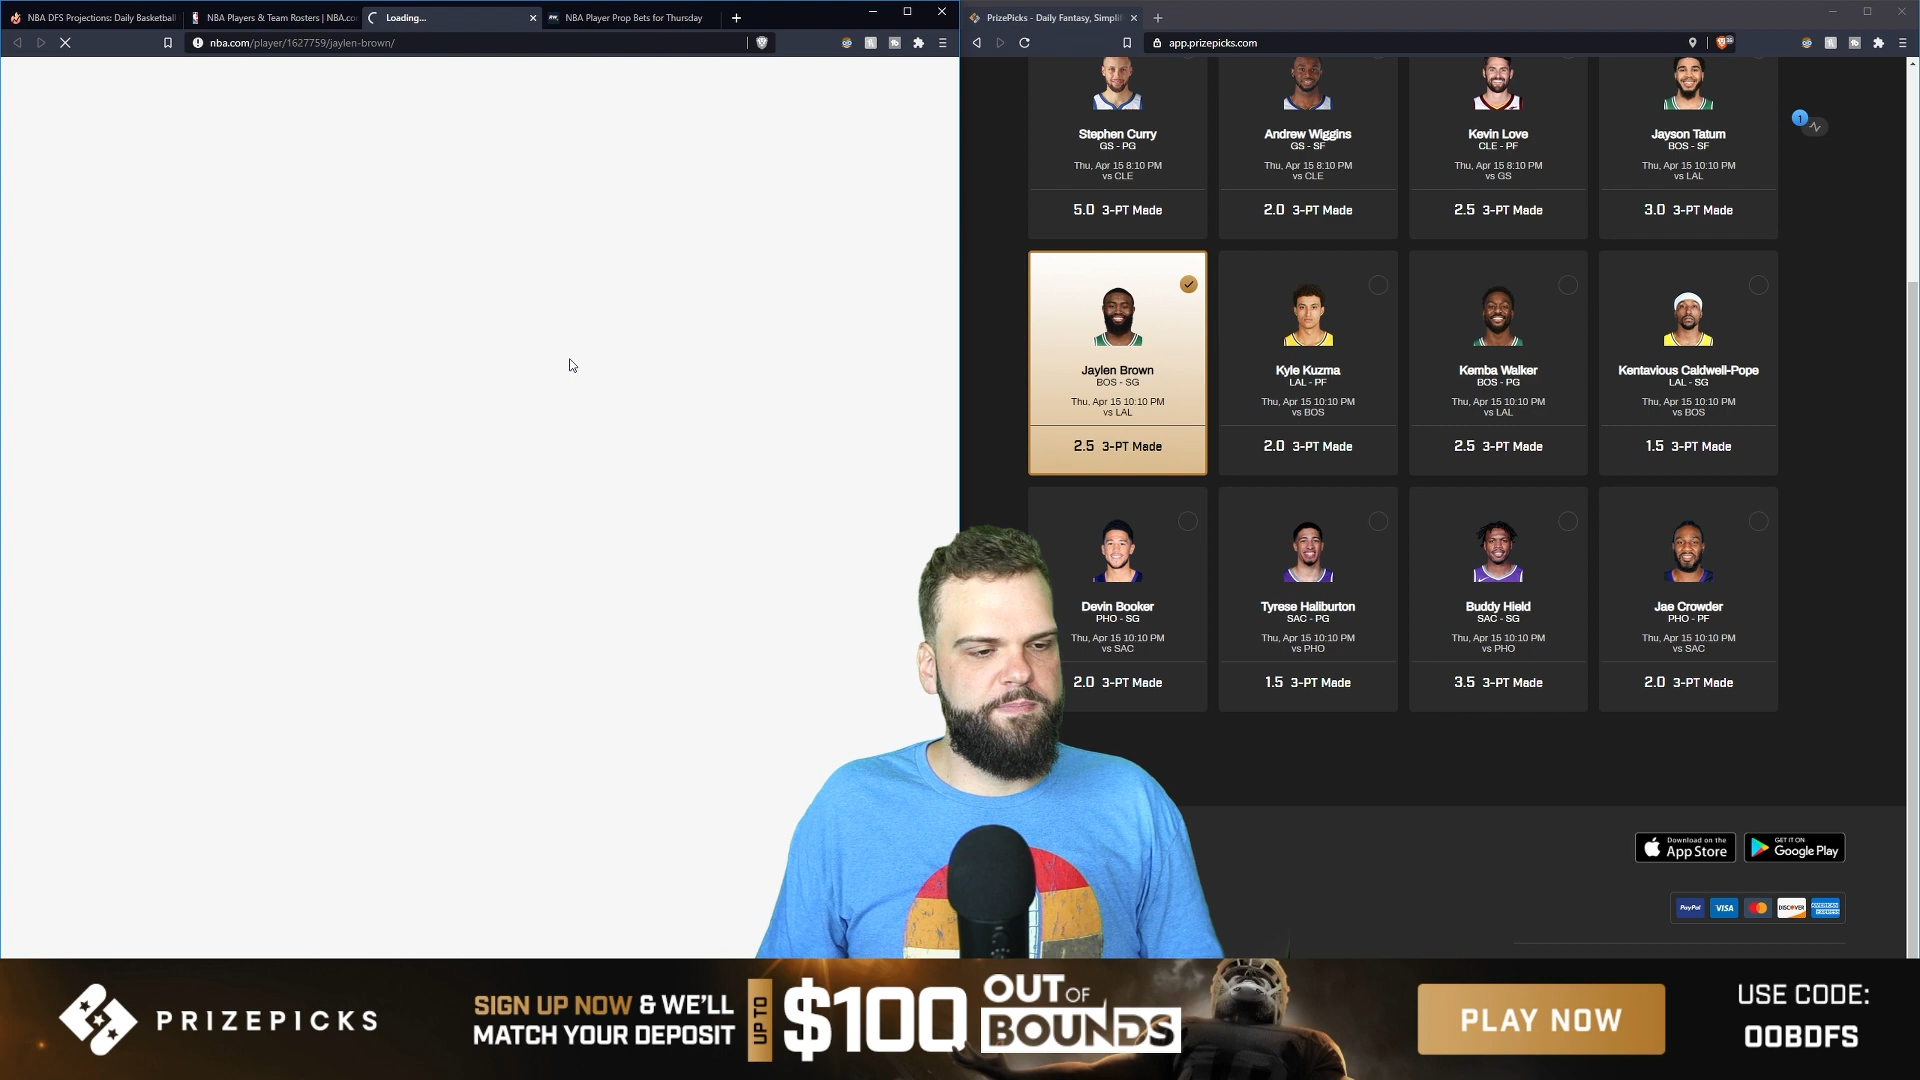 NBA DFS Projections: Daily Basketball
NBA Players & Team Rosters | NBA.co
Loading...
NBA Player Prop Bets for Thursday
nba.com/player/1627759/jaylen-brown/
PrizePicks - Daily Fantasy, Simpli
app.prizepicks.com
1
Stephen Curry
GS - PG
Thu, Apr 15 8:10 PM
vs CLE
5.0 3-PT Made
Andrew Wiggins
GS - SF
Thu, Apr 15 8:10 PM
vs CLE
2.0 3-PT Made
Kevin Love
CLE - PF
Thu, Apr 15 8:10 PM
vs GS
2.5 3-PT Made
Jayson Tatum
BOS - SF
Thu, Apr 15 10:10 PM
vs LAL
3.0 3-PT Made
Jaylen Brown
BOS - SG
Thu, Apr 15 10:10 PM
vs LAL
2.5 3-PT Made
Kyle Kuzma
LAL - PF
Thu, Apr 15 10:10 PM
vs BOS
2.0 3-PT Made
Kemba Walker
BOS - PG
Thu, Apr 15 10:10 PM
vs LAL
2.5 3-PT Made
Kentavious Caldwell-Pope
LAL - SG
Thu, Apr 15 10:10 PM
vs BOS
1.5 3-PT Made
Devin Booker
PHO - SG
Thu, Apr 15 10:10 PM
vs SAC
2.0 3-PT Made
Tyrese Haliburton
SAC - PG
Thu, Apr 15 10:10 PM
vs PHO
1.5 3-PT Made
Buddy Hield
SAC - SG
Thu, Apr 15 10:10 PM
vs PHO
3.5 3-PT Made
Jae Crowder
PHO - PF
Thu, Apr 15 10:10 PM
vs SAC
2.0 3-PT Made
Download on the
App Store
GET IT ON
Google Play
PayPal
VISA
mastercard
DISCOVER
AMERICAN EXPRESS
PRIZEPICKS
SIGN UP NOW & WE'LL
MATCH YOUR DEPOSIT
UP TO
$100
OUT OF
BOUNDS
PLAY NOW
USE CODE:
OOBDFS